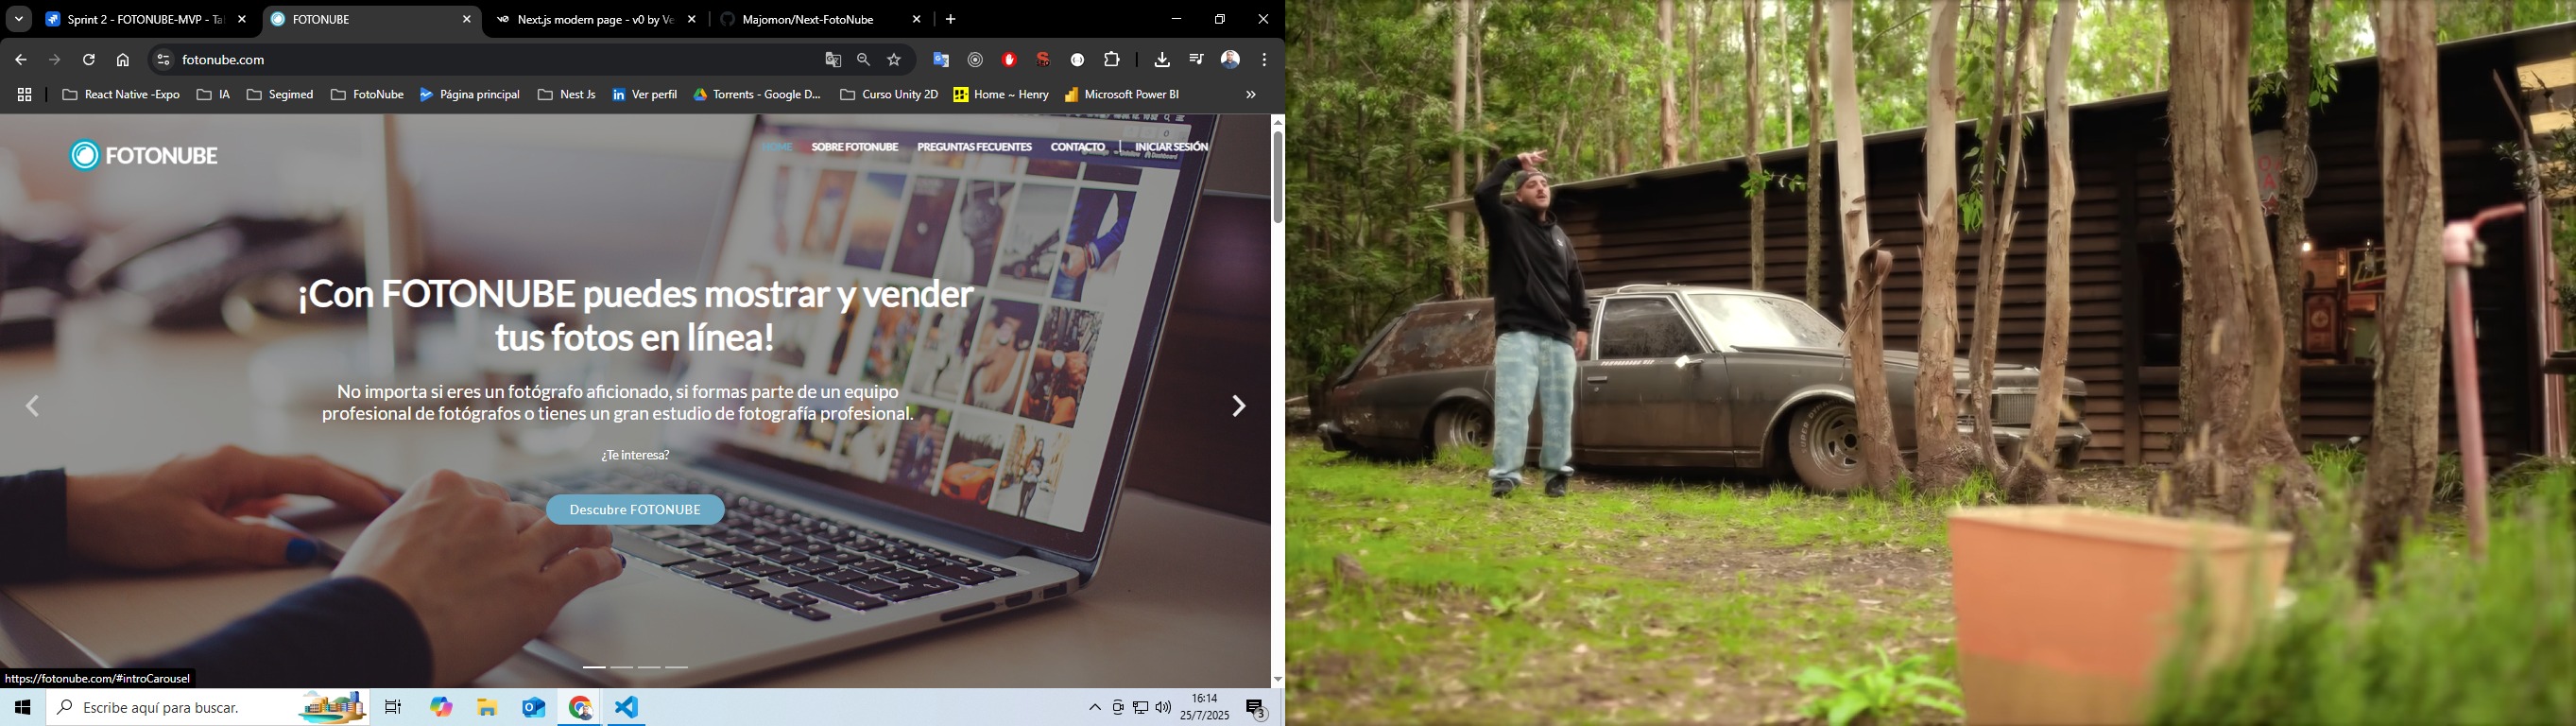 Sprint 2 - FOTONUBE-MVP - Ta
FOTONUBE
Next.js modern page - v0 by Ve
Majomon/Next-FotoNube
fotonube.com
React Native -Expo
IA
Segimed
FotoNube
Página principal
Nest Js
Ver perfil
Torrents - Google D...
Curso Unity 2D
Home ~ Henry
Microsoft Power BI
FOTONUBE
HOME
SOBRE FOTONUBE
PREGUNTAS FECUENTES
CONTACTO
INICIAR SESIÓN
¡Con FOTONUBE puedes mostrar y vender
tus fotos en línea!
No importa si eres un fotógrafo aficionado, si formas parte de un equipo
profesional de fotógrafos o tienes un gran estudio de fotografía profesional.
¿Te interesa?
Descubre FOTONUBE
https://fotonube.com/#introCarousel
Escribe aquí para buscar.
16:14
25/7/2025
3